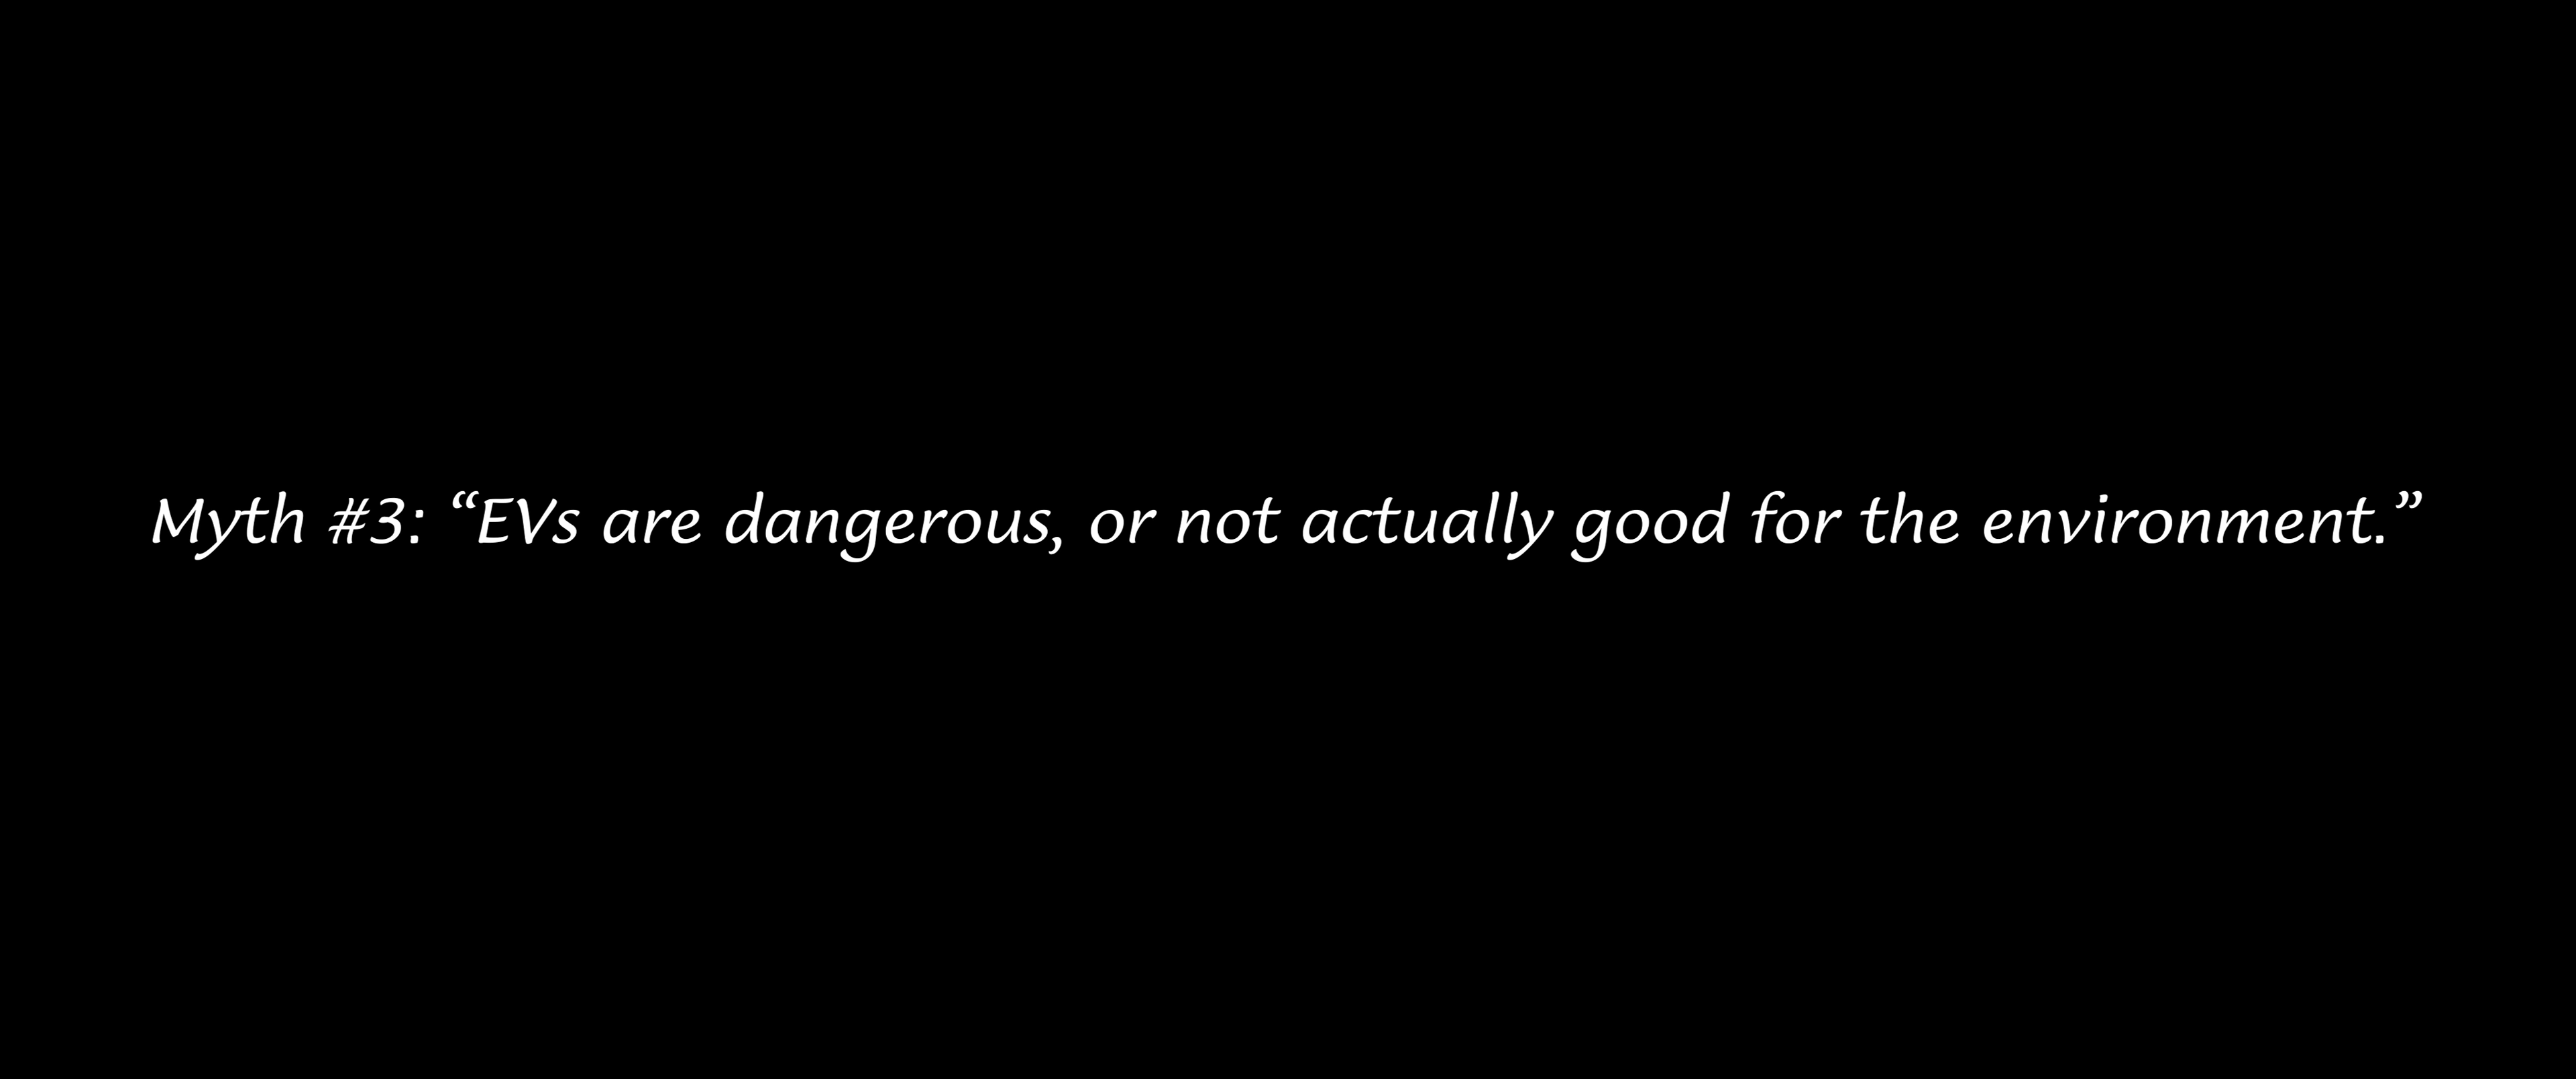 Myth #3: “EVs are dangerous, or not actually good for the environment.”